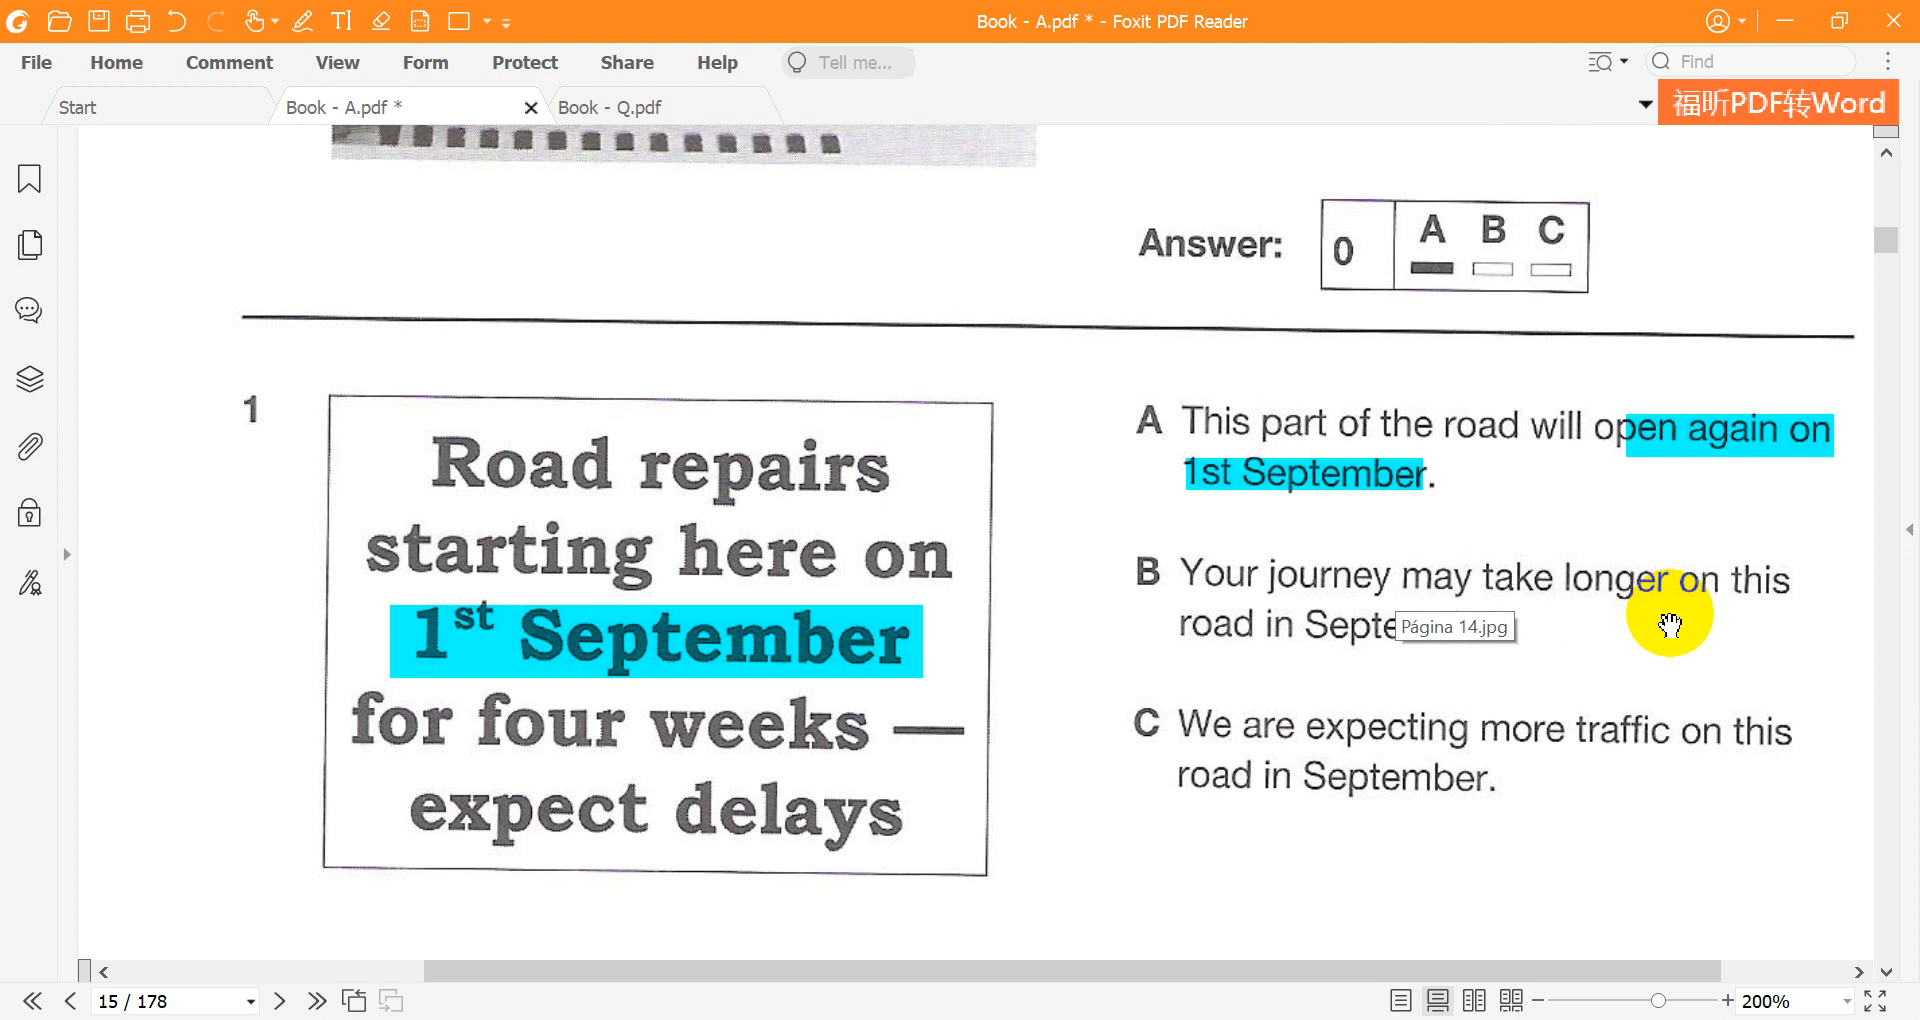 Book - A.pdf * - Foxit PDF Reader
File Home Comment View Form Protect Share Help Tell me... Find
Start Book - A.pdf * Book - Q.pdf 福昕PDF转Word
Answer: 0 A B C
1
Road repairs
starting here on
1st September
for four weeks —
expect delays
A This part of the road will open again on
1st September.
B Your journey may take longer on this
road in Septe
Página 14.jpg
C We are expecting more traffic on this
road in September.
15 / 178 200%